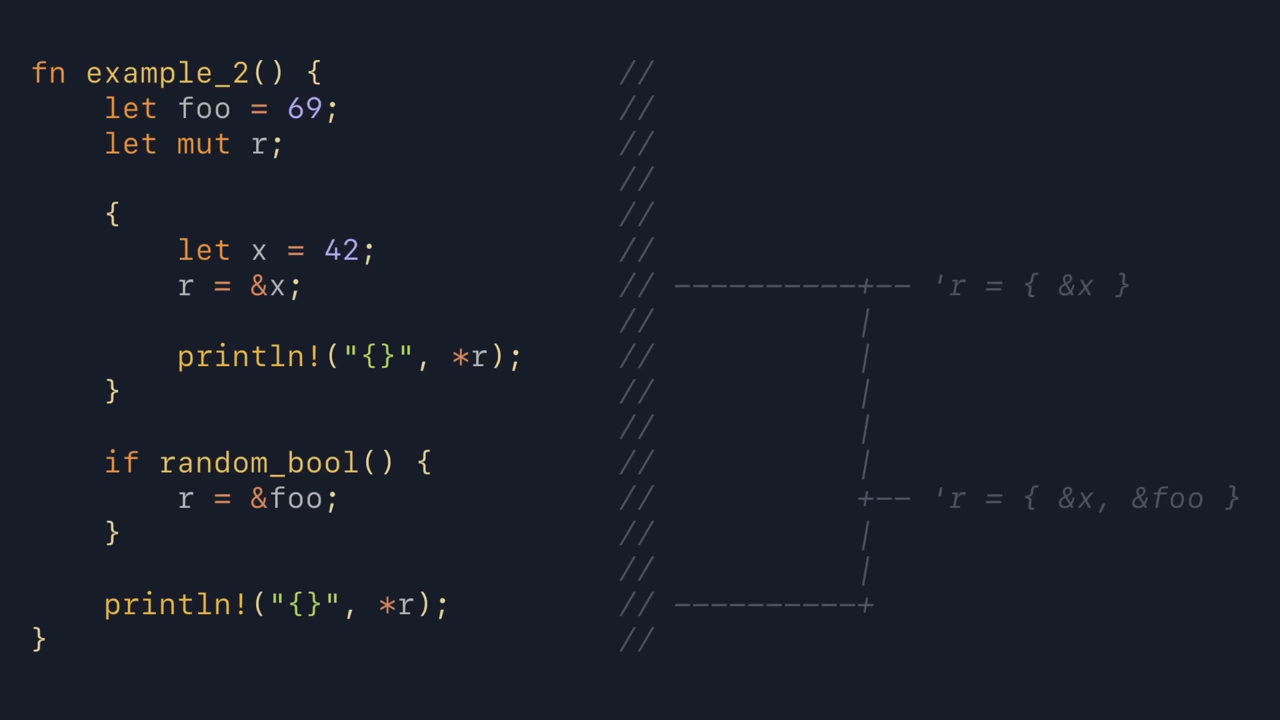 fn example_2() { //
    let foo = 69; //
    let mut r; //
//
    { //
        let x = 42; //
        r = &x; // ----------+-- 'r = { &x }
// |
        println!("{}", *r); // |
    } // |
// |
    if random_bool() { // |
        r = &foo; // +-- 'r = { &x, &foo }
    } // |
// |
    println!("{}", *r); // ----------+
} //